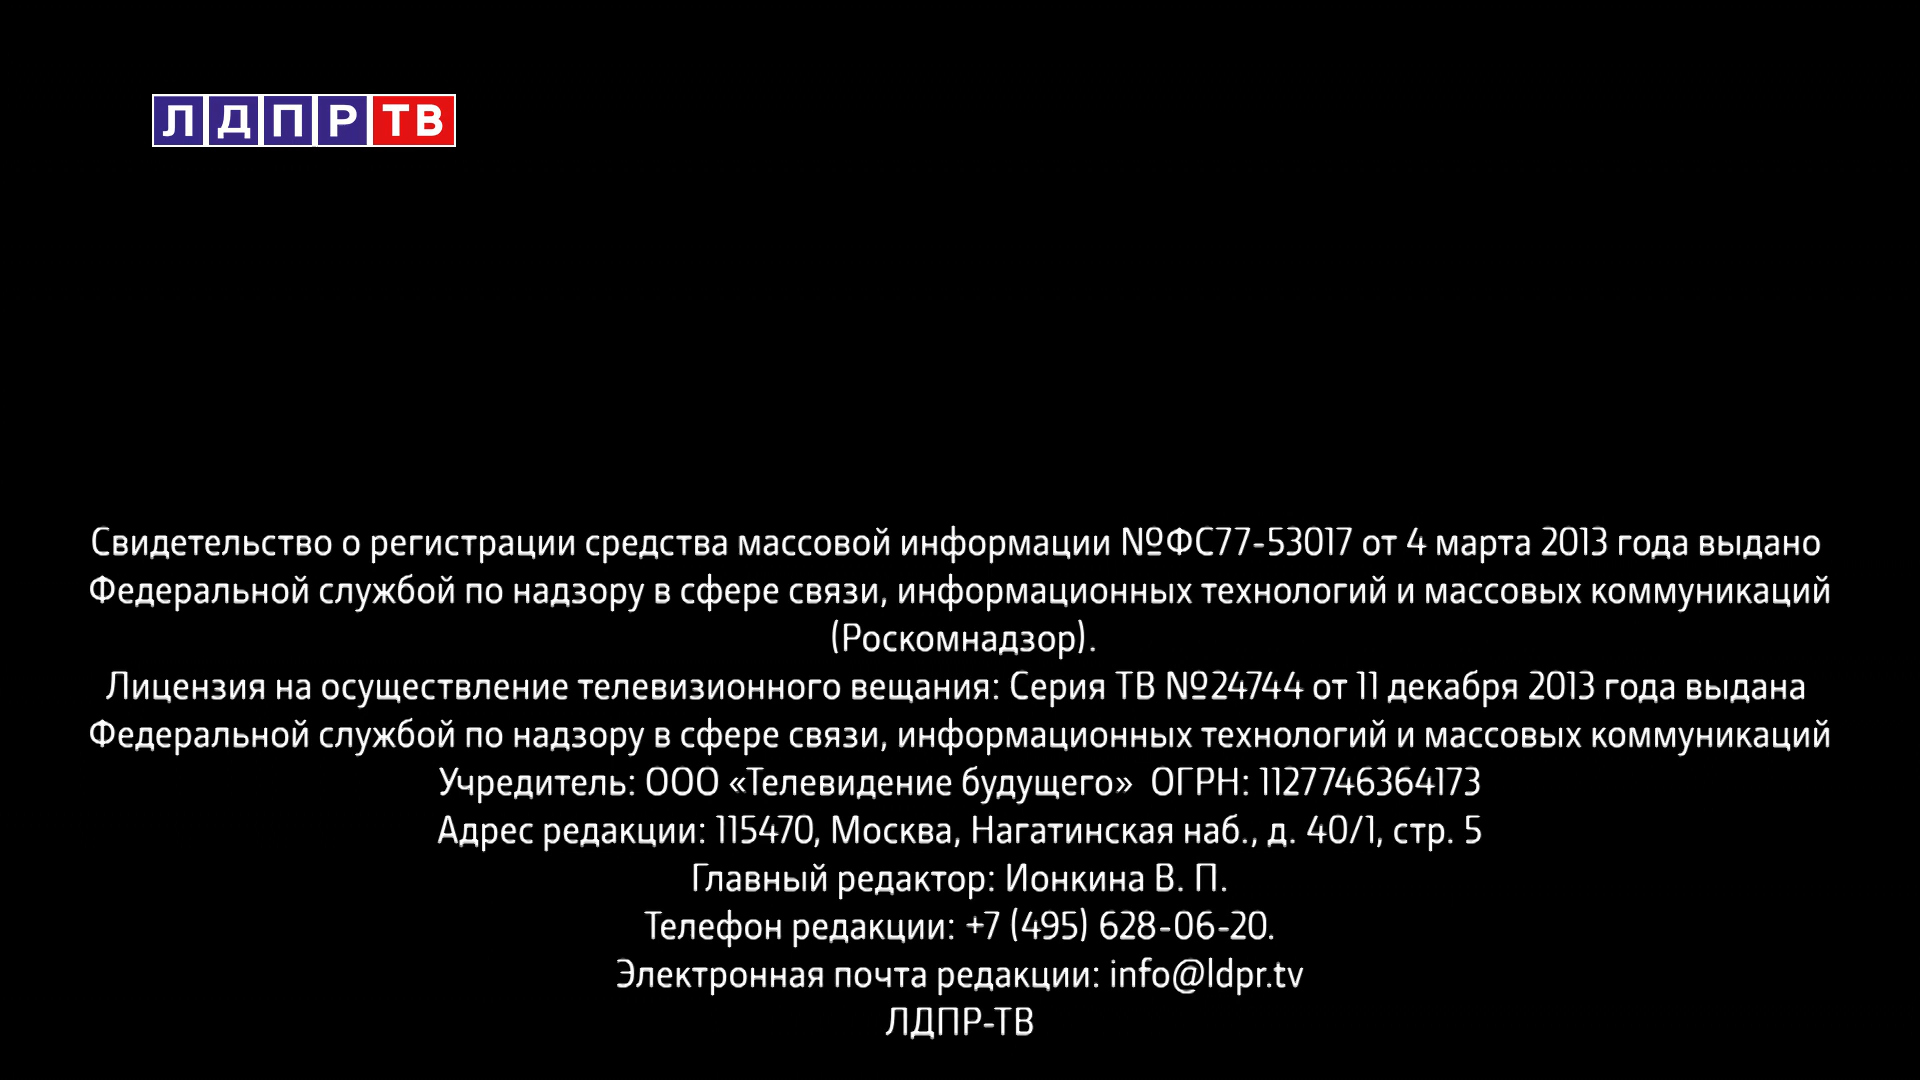 ЛДПР ТВ
Свидетельство о регистрации средства массовой информации №ФС77-53017 от 4 марта 2013 года выдано
Федеральной службой по надзору в сфере связи, информационных технологий и массовых коммуникаций
(Роскомнадзор).
Лицензия на осуществление телевизионного вещания: Серия ТВ №24744 от 11 декабря 2013 года выдана
Федеральной службой по надзору в сфере связи, информационных технологий и массовых коммуникаций
Учредитель: ООО «Телевидение будущего»  ОГРН: 1127746364173
Адрес редакции: 115470, Москва, Нагатинская наб., д. 40/1, стр. 5
Главный редактор: Ионкина В. П.
Телефон редакции: +7 (495) 628-06-20.
Электронная почта редакции: info@ldpr.tv
ЛДПР-ТВ